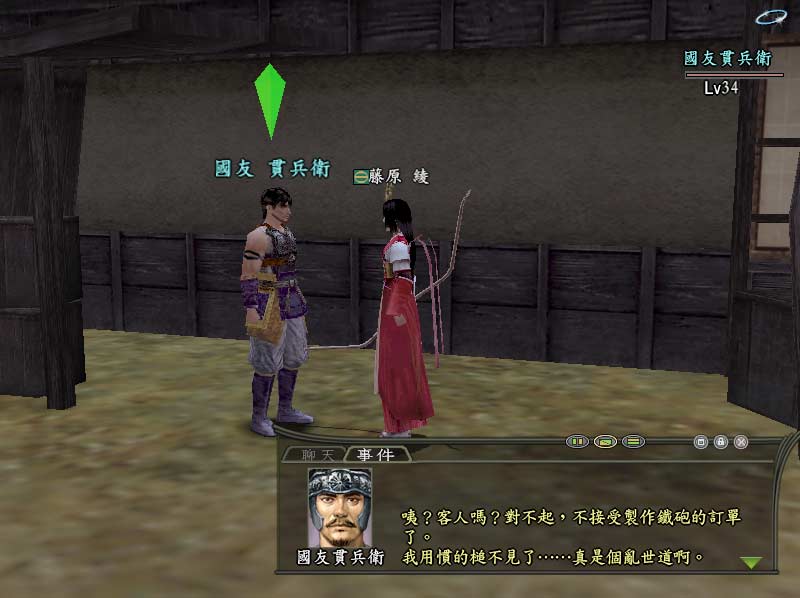 國友貫兵衛
Lv34
國友 貫兵衛
藤原 綾
聊天 事件
咦？客人嗎？對不起，不接受製作鐵砲的訂單
了。
我用慣的槌不見了……真是個亂世道啊。
國友貫兵衛